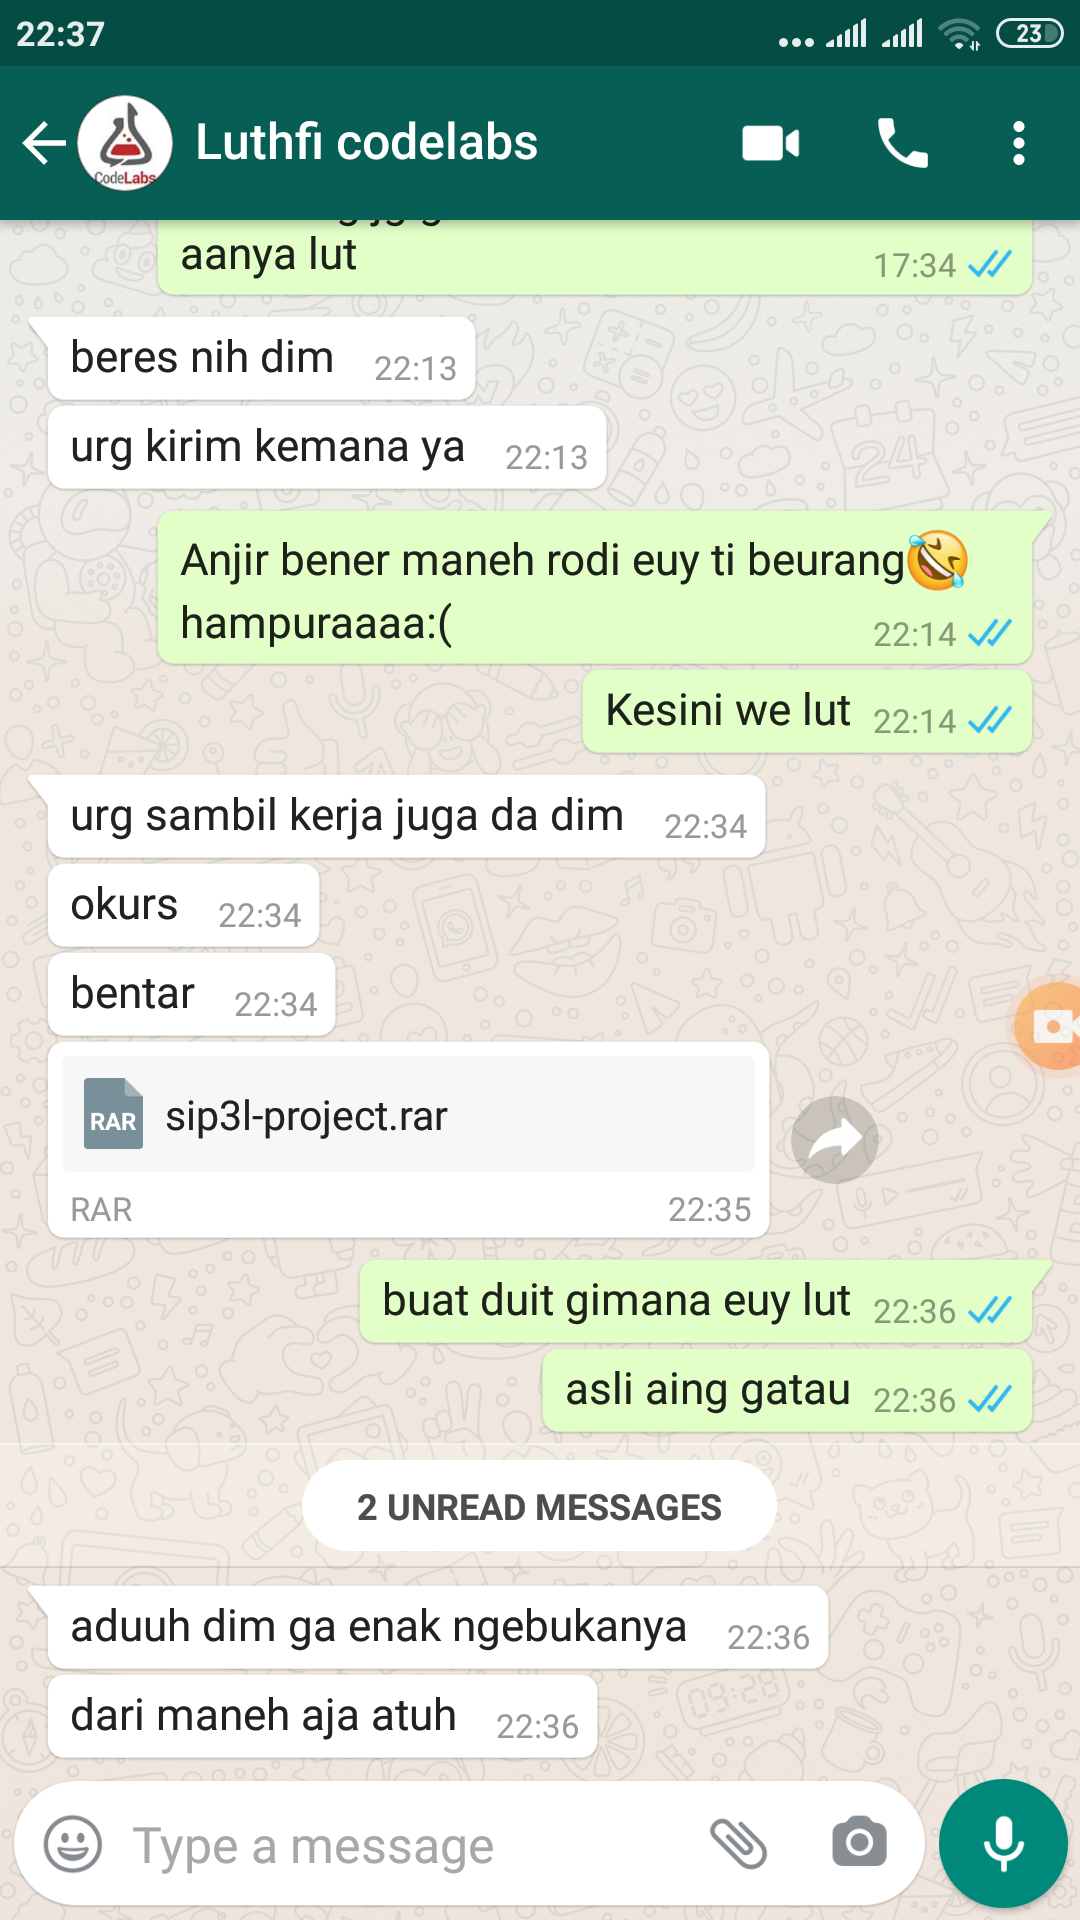 22:37
23
CodeLabs
Luthfi codelabs
aanya lut
17:34
beres nih dim 22:13
urg kirim kemana ya 22:13
Anjir bener maneh rodi euy ti beurang🤣
hampuraaaa:(
22:14
Kesini we lut 22:14
urg sambil kerja juga da dim 22:34
okurs 22:34
bentar 22:34
RAR sip3l-project.rar
RAR 22:35
buat duit gimana euy lut 22:36
asli aing gatau 22:36
2 UNREAD MESSAGES
aduuh dim ga enak ngebukanya 22:36
dari maneh aja atuh 22:36
Type a message